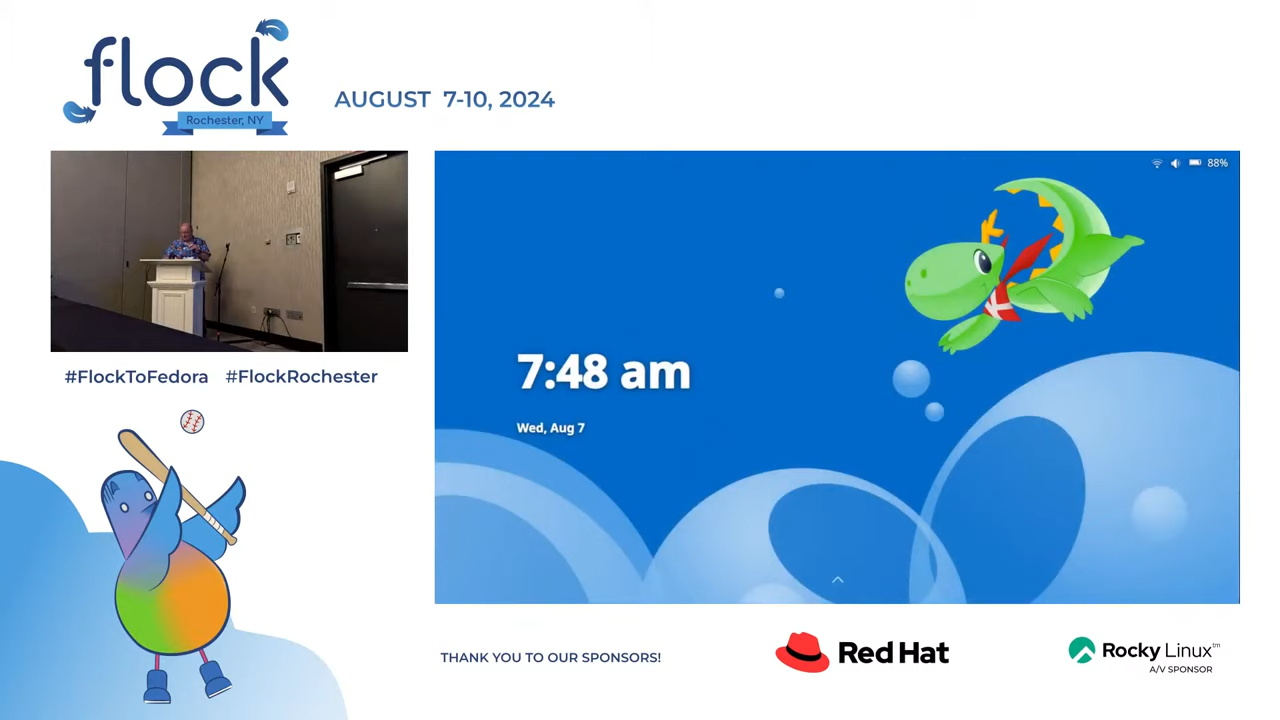 flock
Rochester, NY
AUGUST 7-10, 2024
88%
7:48 am
Wed, Aug 7
#FlockToFedora #FlockRochester
THANK YOU TO OUR SPONSORS!
Red Hat
Rocky Linux™
A/V SPONSOR